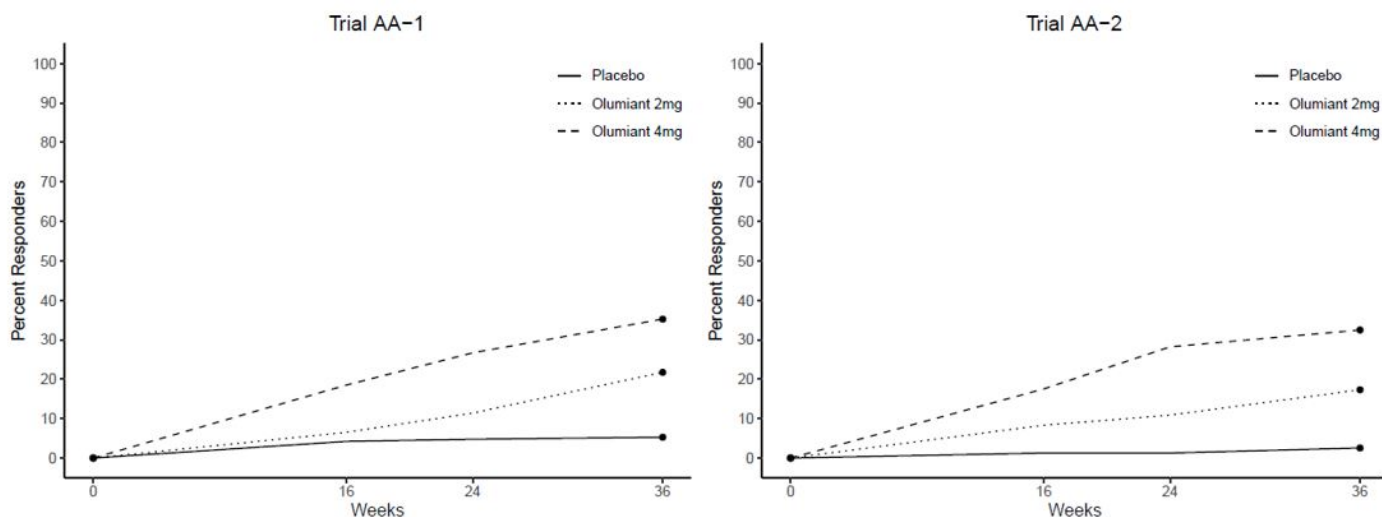 Trial AA−1
Percent Responders
100
90
80
70
60
50
40
30
20
10
0
Placebo
Olumiant 2mg
Olumiant 4mg
0 16 24 36
Weeks
Trial AA−2
Percent Responders
100
90
80
70
60
50
40
30
20
10
0
Placebo
Olumiant 2mg
Olumiant 4mg
0 16 24 36
Weeks